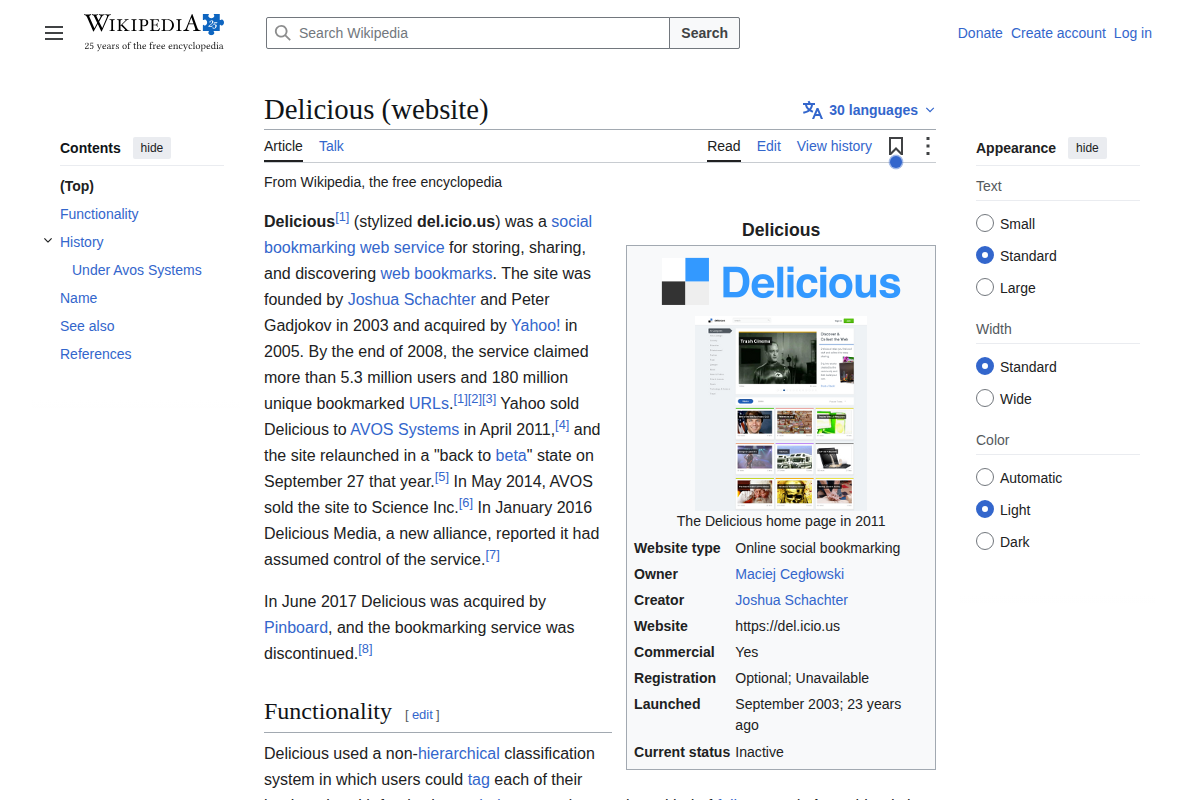 WIKIPEDIA 25
25 years of the free encyclopedia
Search Wikipedia
Search
Donate Create account Log in
Contents hide
(Top)
Functionality
History
Under Avos Systems
Name
See also
References
Delicious (website)
30 languages
Article Talk
Read Edit View history
From Wikipedia, the free encyclopedia
Delicious[1] (stylized del.icio.us) was a social
bookmarking web service for storing, sharing,
and discovering web bookmarks. The site was
founded by Joshua Schachter and Peter
Gadjokov in 2003 and acquired by Yahoo! in
2005. By the end of 2008, the service claimed
more than 5.3 million users and 180 million
unique bookmarked URLs.[1][2][3] Yahoo sold
Delicious to AVOS Systems in April 2011,[4] and
the site relaunched in a "back to beta" state on
September 27 that year.[5] In May 2014, AVOS
sold the site to Science Inc.[6] In January 2016
Delicious Media, a new alliance, reported it had
assumed control of the service.[7]
In June 2017 Delicious was acquired by
Pinboard, and the bookmarking service was
discontinued.[8]
Functionality [ edit ]
Delicious used a non-hierarchical classification
system in which users could tag each of their
Delicious
Delicious
Trash Cinema
The Delicious home page in 2011
Website type Online social bookmarking
Owner Maciej Cegłowski
Creator Joshua Schachter
Website https://del.icio.us
Commercial Yes
Registration Optional; Unavailable
Launched September 2003; 23 years
ago
Current status Inactive
Appearance hide
Text
Small
Standard
Large
Width
Standard
Wide
Color
Automatic
Light
Dark